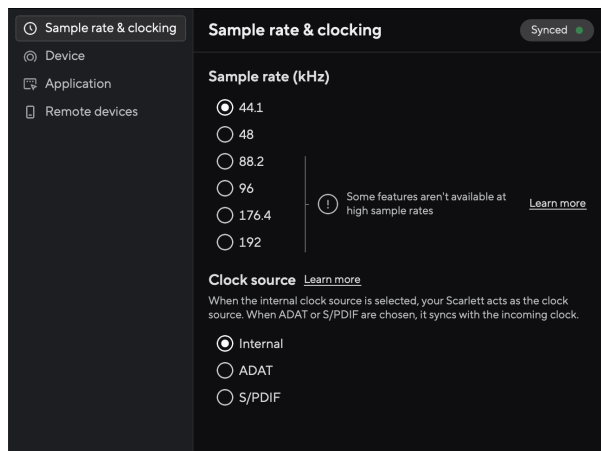 Sample rate & clocking
Device
Application
Remote devices
Sample rate & clocking
Synced
Sample rate (kHz)
44.1
48
88.2
96
176.4
192
Some features aren't available at
high sample rates
Learn more
Clock source Learn more
When the internal clock source is selected, your Scarlett acts as the clock
source. When ADAT or S/PDIF are chosen, it syncs with the incoming clock.
Internal
ADAT
S/PDIF